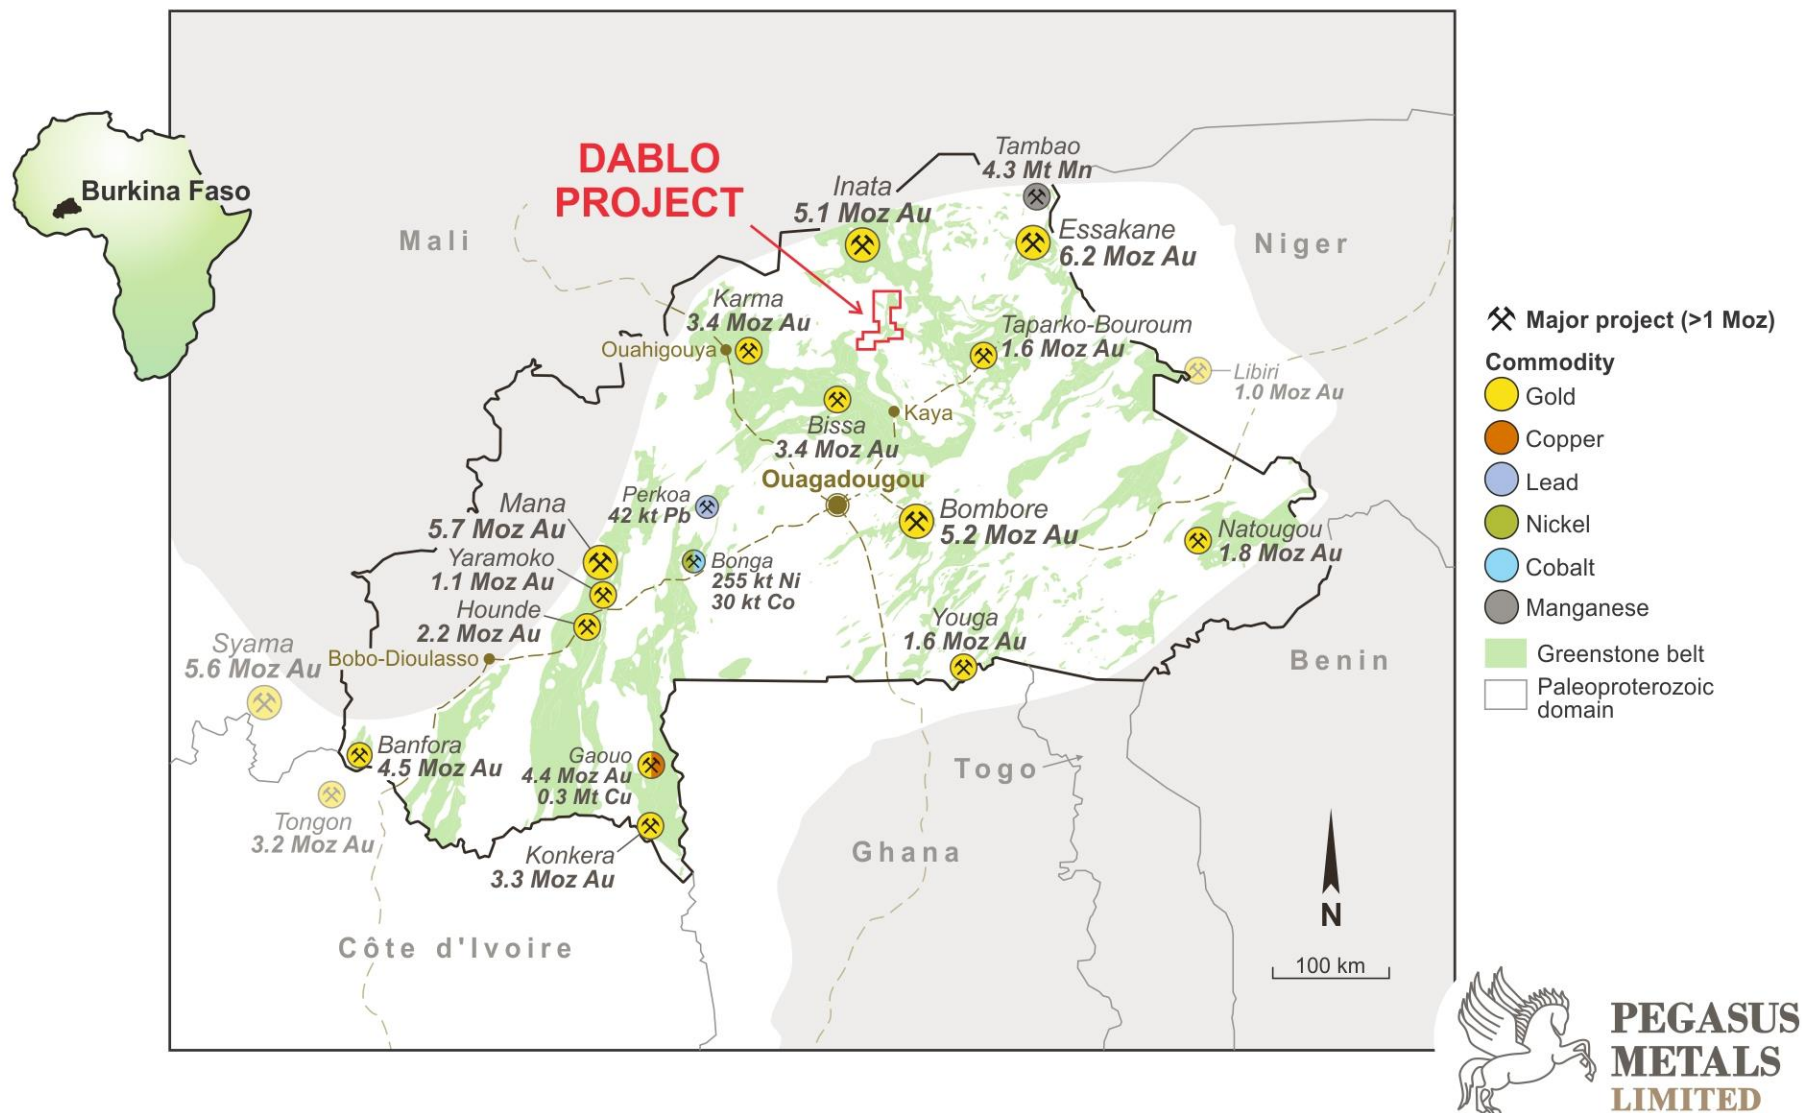 Burkina Faso
DABLO
PROJECT
Mali
Niger
Tambao
4.3 Mt Mn
Inata
5.1 Moz Au
Essakane
6.2 Moz Au
Karma
3.4 Moz Au
Ouahigouya
Taparko-Bouroum
1.6 Moz Au
Libiri
1.0 Moz Au
Kaya
Bissa
3.4 Moz Au
Ouagadougou
Perkoa
42 kt Pb
Mana
5.7 Moz Au
Bombore
5.2 Moz Au
Natougou
1.8 Moz Au
Yaramoko
1.1 Moz Au
Bonga
255 kt Ni
30 kt Co
Hounde
2.2 Moz Au
Youga
1.6 Moz Au
Syama
5.6 Moz Au
Bobo-Dioulasso
Benin
Banfora
4.5 Moz Au
Gaouo
4.4 Moz Au
0.3 Mt Cu
Togo
Tongon
3.2 Moz Au
Konkera
3.3 Moz Au
Ghana
Côte d'Ivoire
N
100 km
Major project (>1 Moz)
Commodity
Gold
Copper
Lead
Nickel
Cobalt
Manganese
Greenstone belt
Paleoproterozoic
domain
PEGASUS
METALS
LIMITED